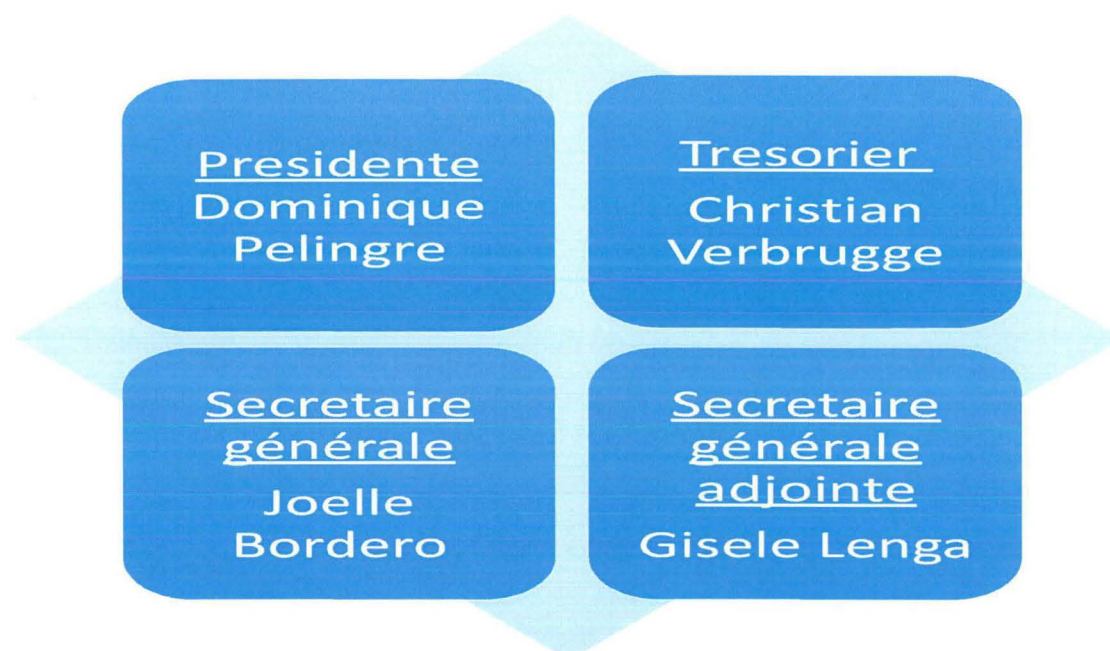 Presidente
Dominique
Pelingre
Tresorier
Christian
Verbrugge
Secretaire
générale
Joelle
Bordero
Secretaire
générale
adjointe
Gisele Lenga